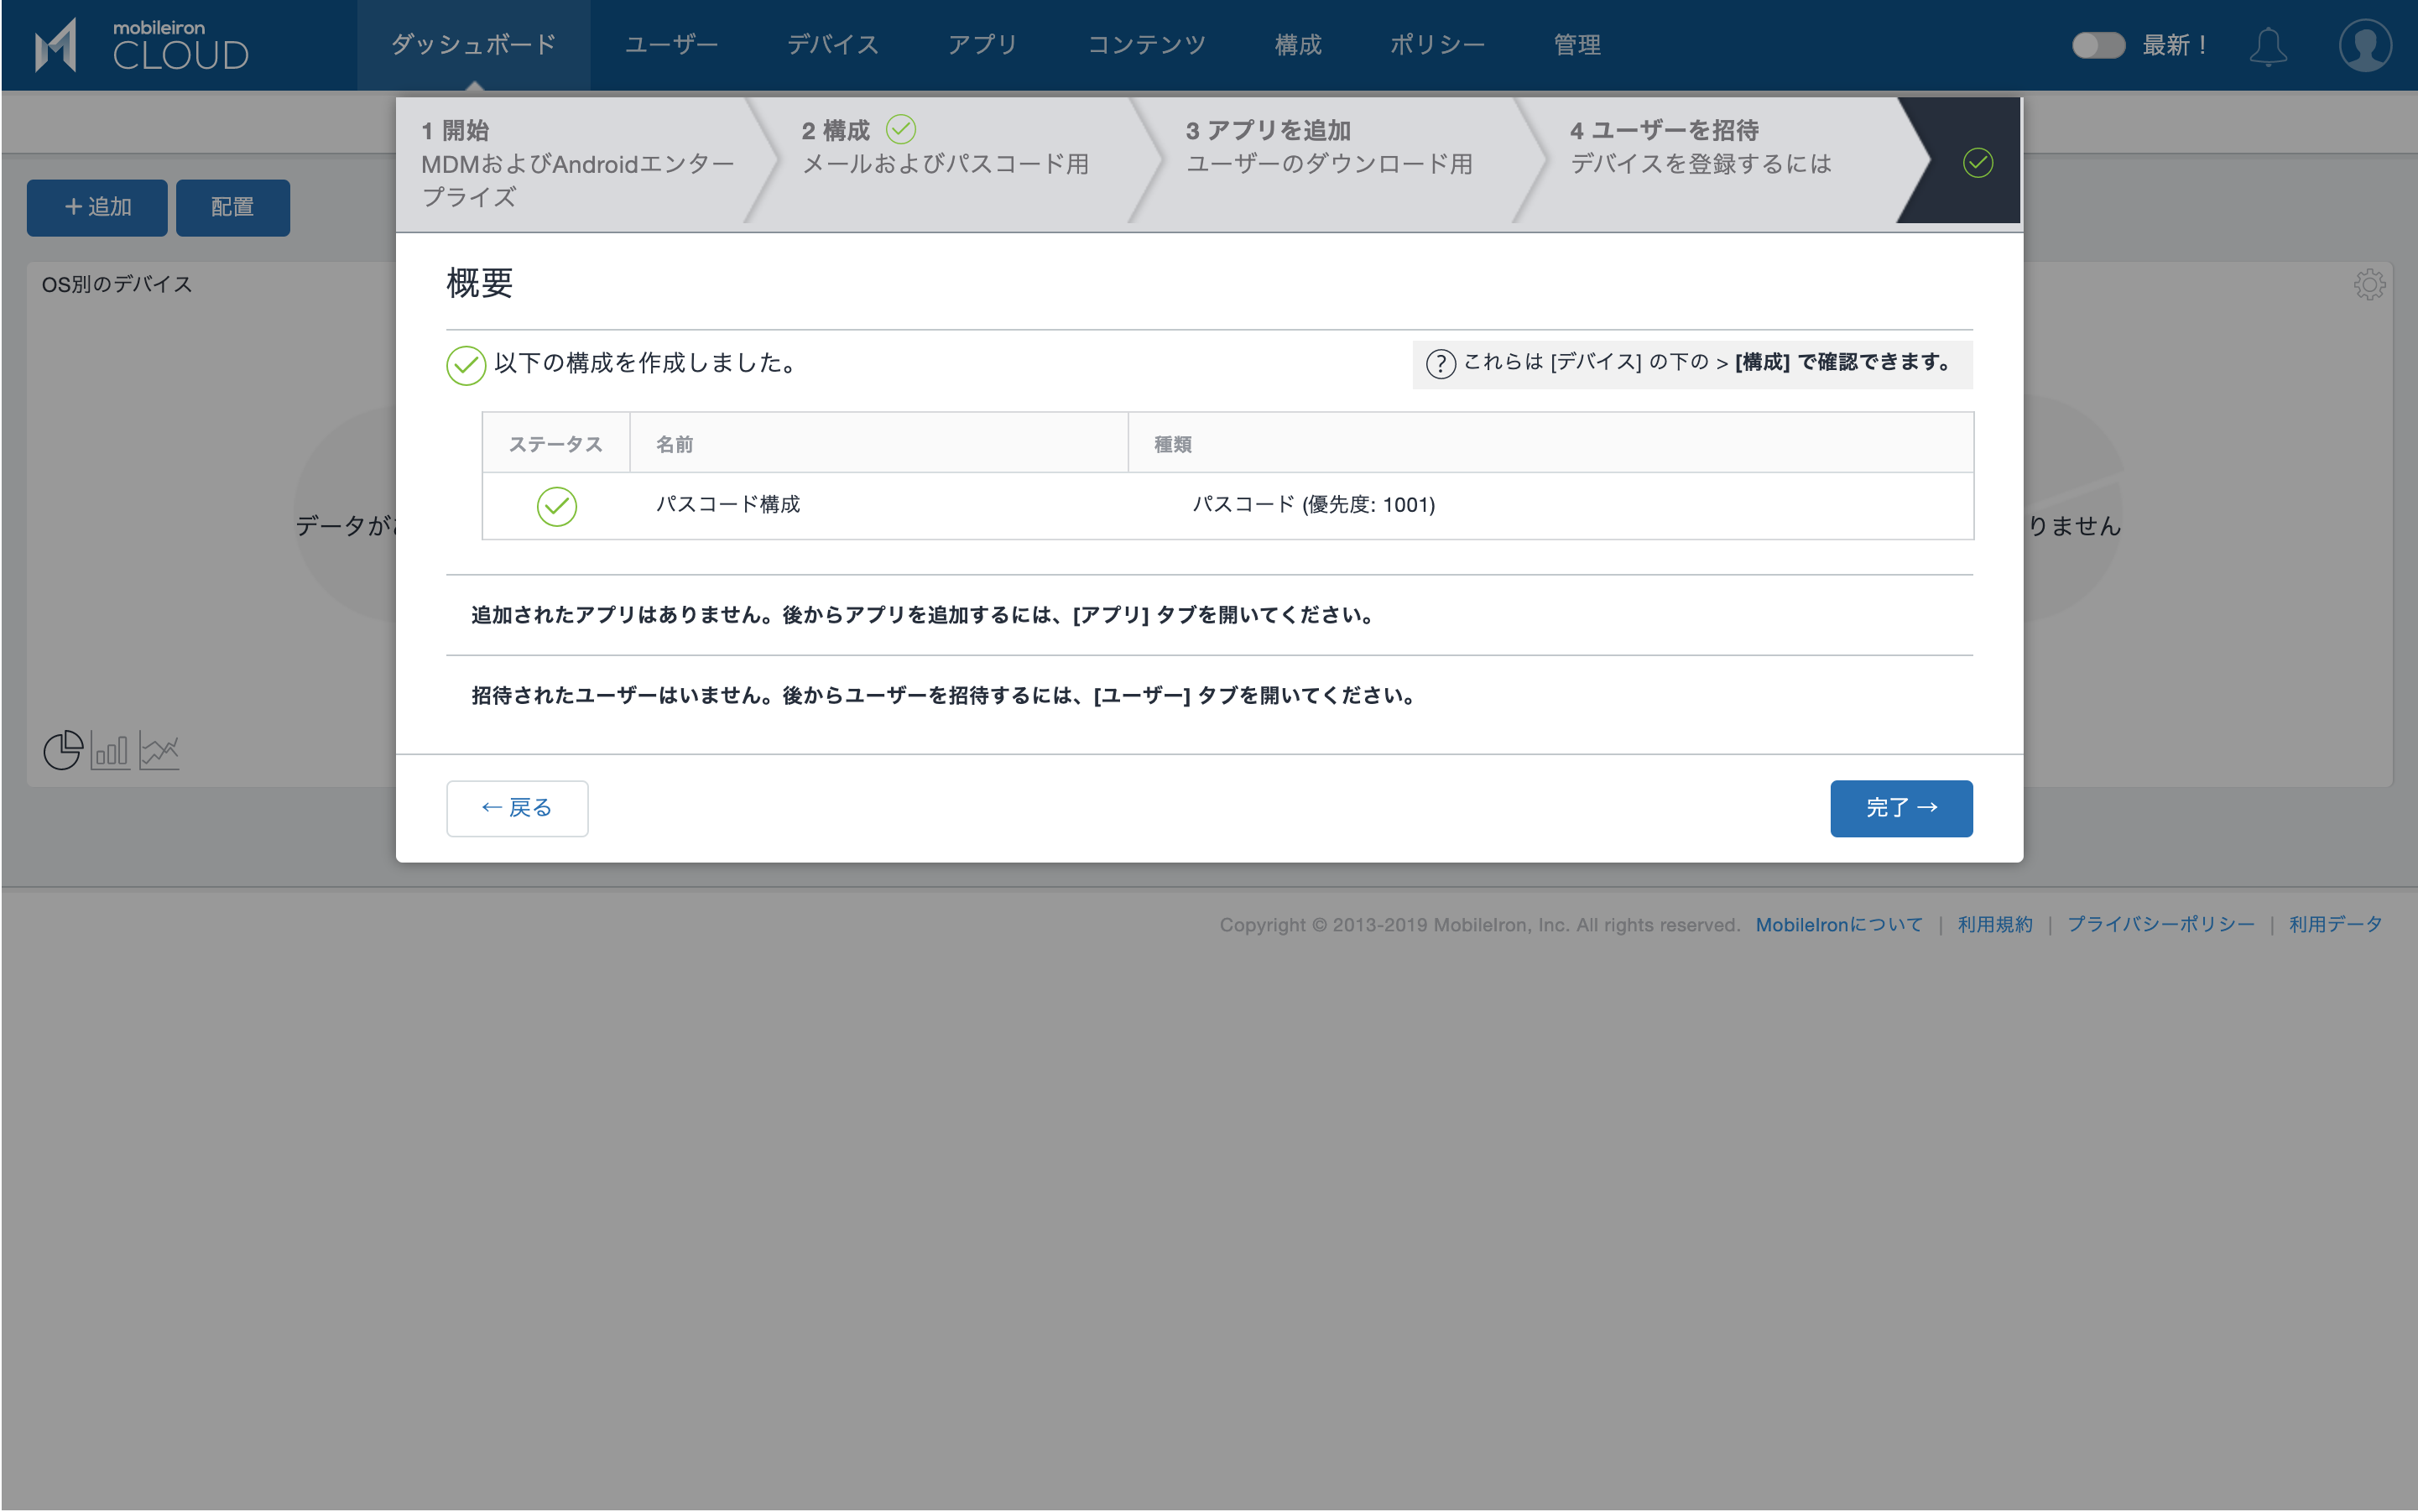 mobileiron
CLOUD
ダッシュボード
ユーザー
デバイス
アプリ
コンテンツ
構成
ポリシー
管理
最新！
1 開始
MDMおよびAndroidエンター
プライズ
2 構成
メールおよびパスコード用
3 アプリを追加
ユーザーのダウンロード用
4 ユーザーを招待
デバイスを登録するには
＋追加
配置
OS別のデバイス
データが
りません
概要
以下の構成を作成しました。
? これらは [デバイス] の下の > [構成] で確認できます。
ステータス
名前
種類
パスコード構成
パスコード (優先度: 1001)
追加されたアプリはありません。後からアプリを追加するには、[アプリ] タブを開いてください。
招待されたユーザーはいません。後からユーザーを招待するには、[ユーザー] タブを開いてください。
← 戻る
完了 →
Copyright © 2013-2019 MobileIron, Inc. All rights reserved. MobileIronについて | 利用規約 | プライバシーポリシー | 利用データ